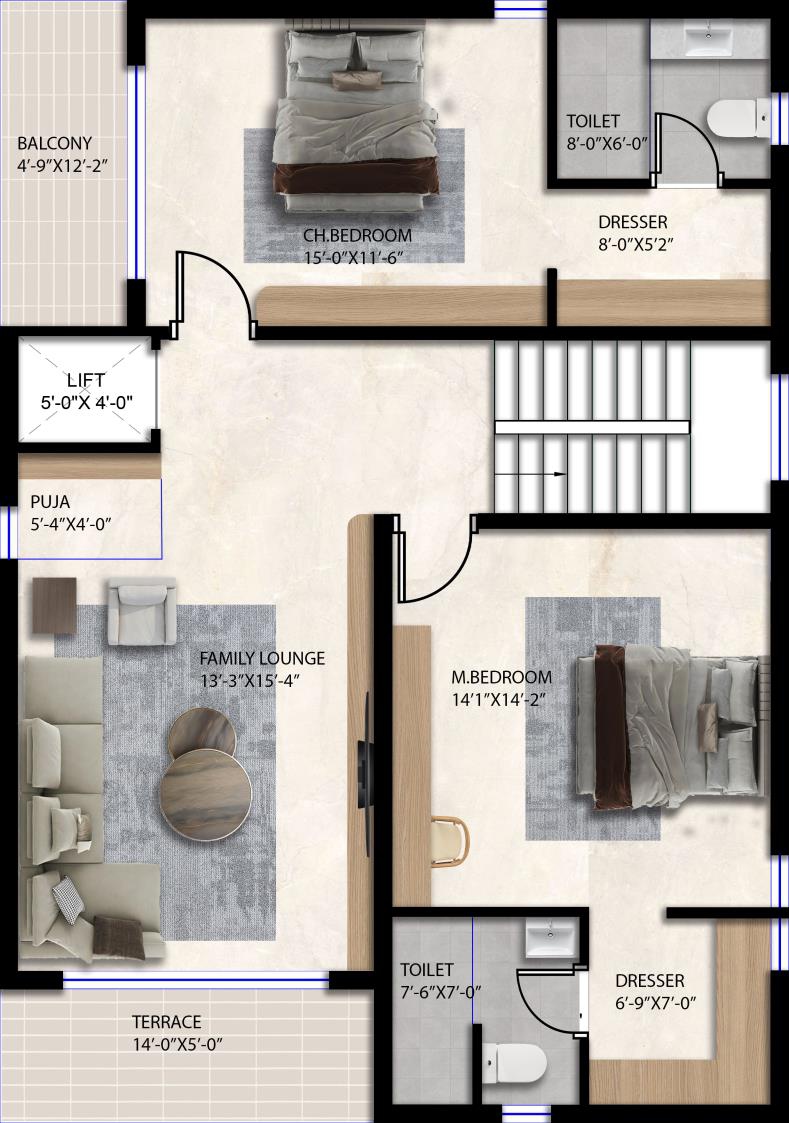 BALCONY
4'-9"X12'-2"
TOILET
8'-0"X6'-0"
CH.BEDROOM
15'-0"X11'-6"
DRESSER
8'-0"X5'2"
LIFT
5'-0"X 4'-0"
PUJA
5'-4"X4'-0"
FAMILY LOUNGE
13'-3"X15'-4"
M.BEDROOM
14'1"X14'-2"
TOILET
7'-6"X7'-0"
DRESSER
6'-9"X7'-0"
TERRACE
14'-0"X5'-0"